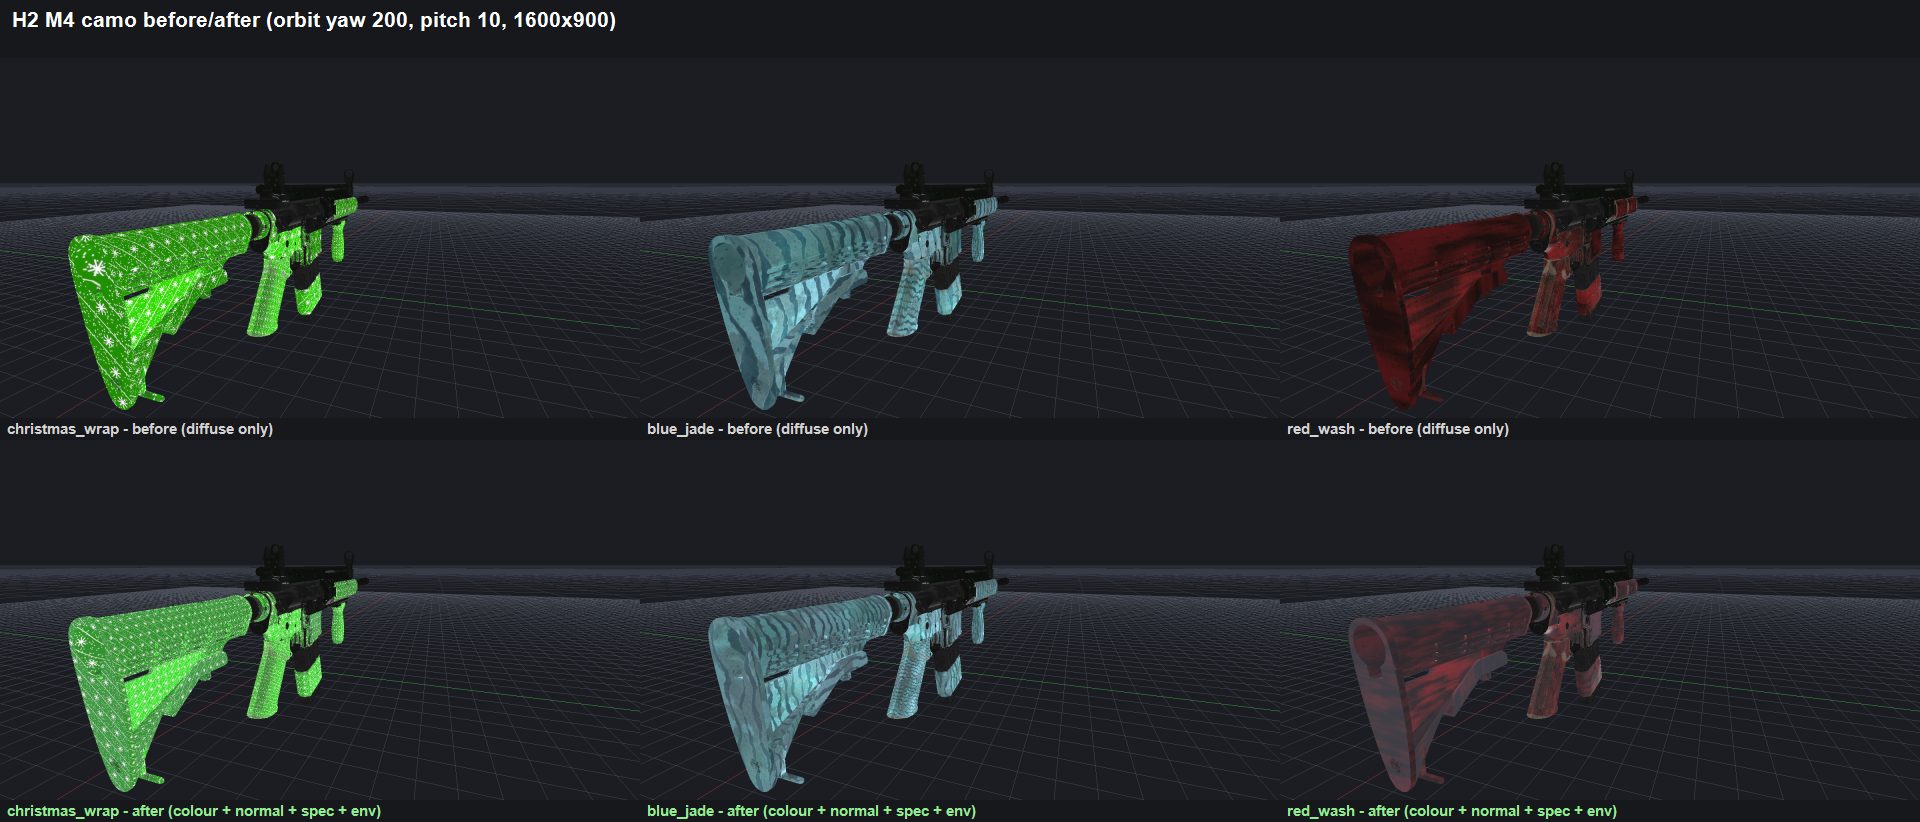 H2 M4 camo before/after (orbit yaw 200, pitch 10, 1600x900)
christmas_wrap - before (diffuse only)
blue_jade - before (diffuse only)
red_wash - before (diffuse only)
christmas_wrap - after (colour + normal + spec + env)
blue_jade - after (colour + normal + spec + env)
red_wash - after (colour + normal + spec + env)